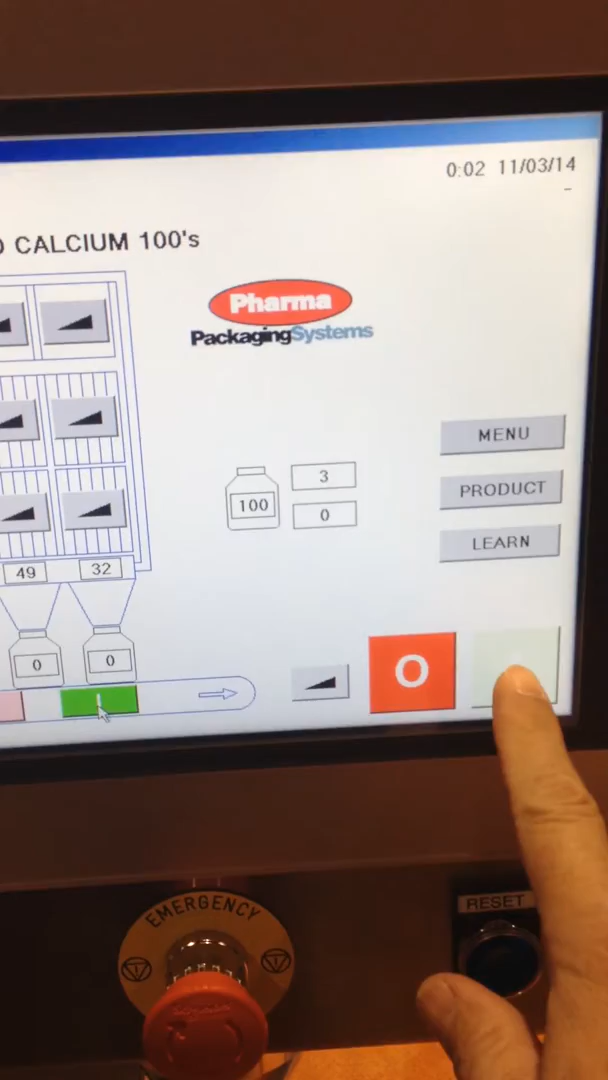 0:02 11/03/14
CALCIUM 100's
Pharma
PackagingSystems
MENU
3
100
PRODUCT
0
LEARN
49
32
0
0
O
I
EMERGENCY
RESET